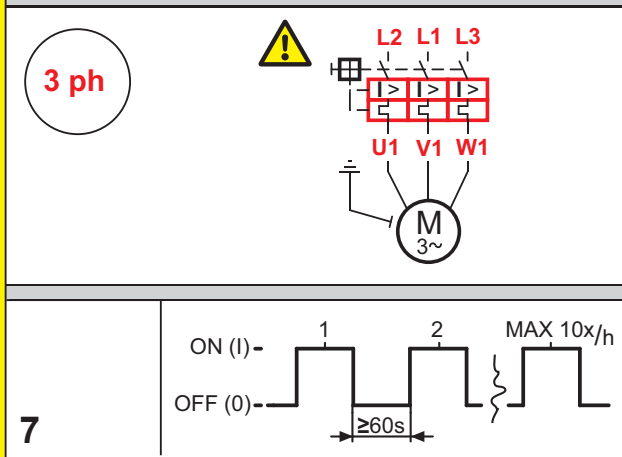 3 ph
L2 L1 L3
I> I> I>
U1 V1 W1
M
3~
1 2 MAX 10x/h
ON (I)
OFF (0)
≥60s
7